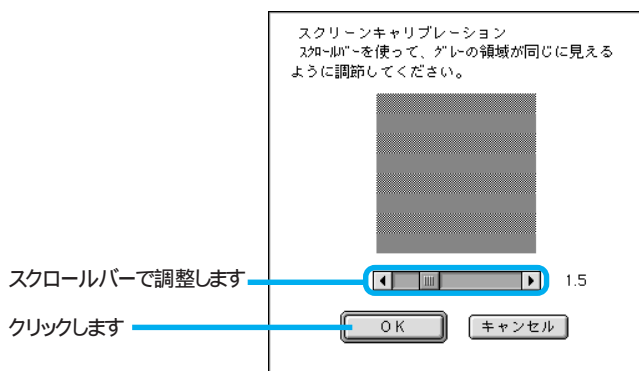 スクリーンキャリブレーション
スクロールバーを使って、グレーの領域が同じに見える
ように調節してください。
スクロールバーで調整します
1.5
クリックします
OK
キャンセル